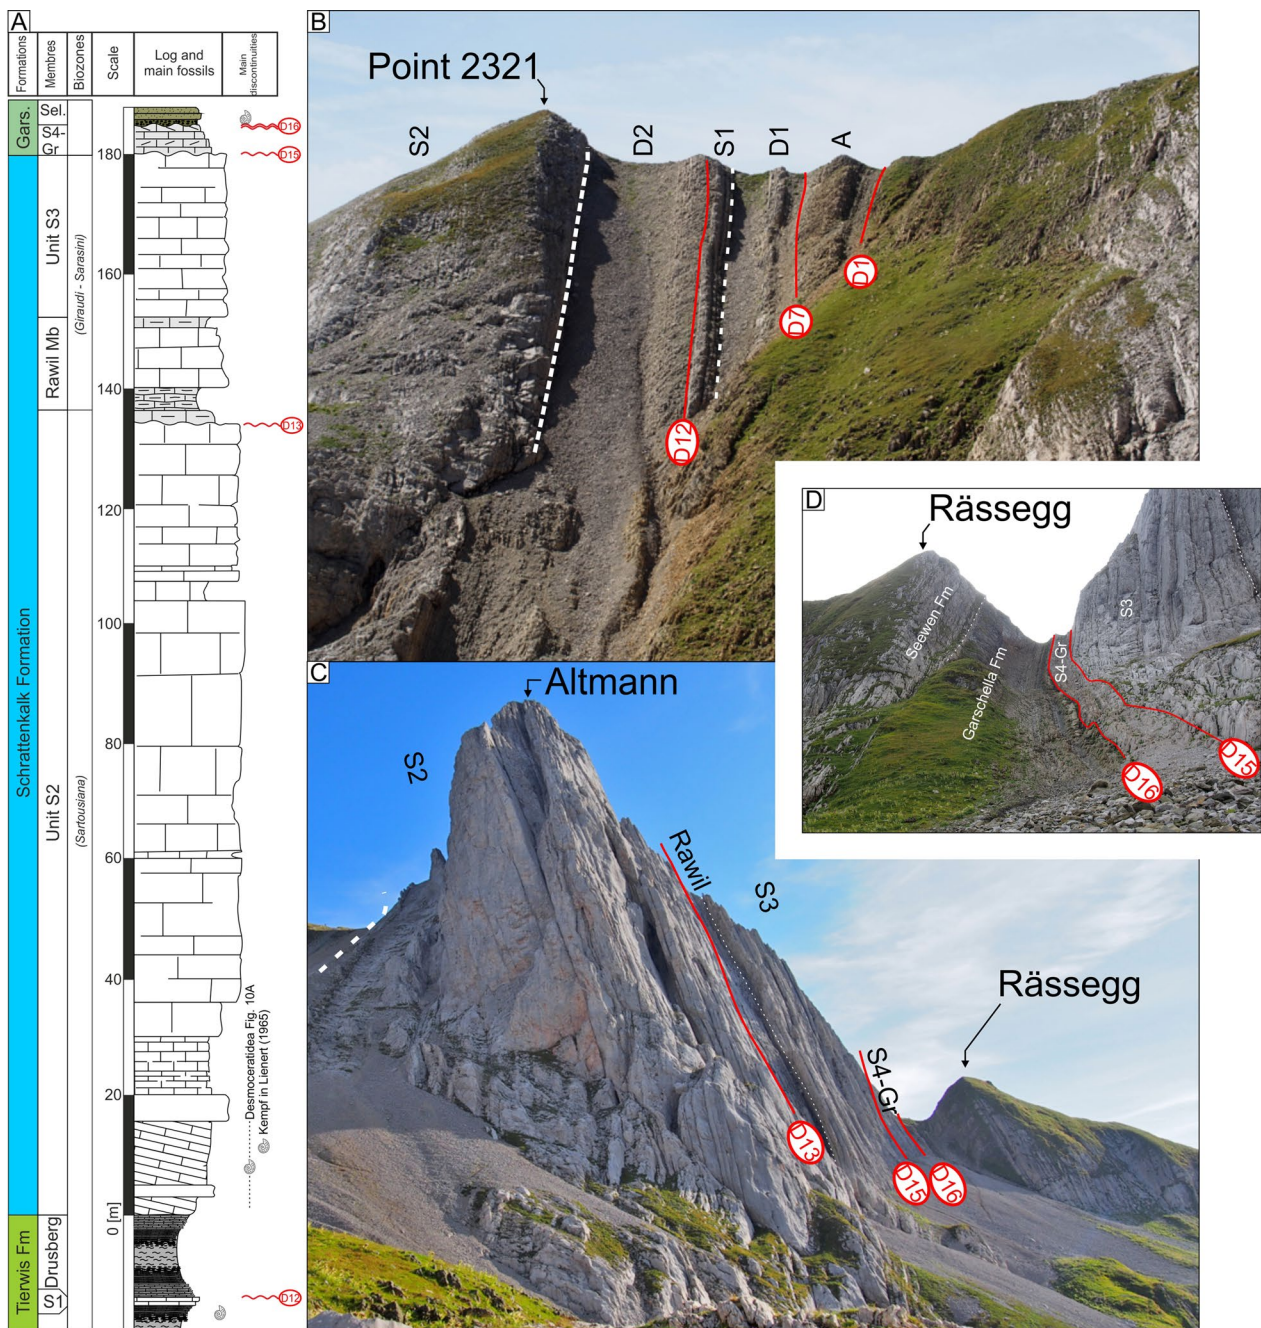 A
Formations
Membres
Biozones
Scale
Log and
main fossils
Main
discontinuities
Gars.
Sel.
S4-
Gr
D16
D15
180
Unit S3
(Giraudi - Sarasini)
160
Rawil Mb
140
D13
Schrattenkalk Formation
Unit S2
(Sartousiana)
120
100
80
60
40
20
0 [m]
Desmoceratidea Fig. 10A
Kempf in Lienert (1965)
Tierwis Fm
Drusberg
S1
D12
B
Point 2321
S2
D2
S1
D1
A
D12
D7
D1
C
Altmann
S2
Rawil
S3
S4-Gr
Rässegg
D13
D15
D16
D
Rässegg
Seewen Fm
Garschella Fm
S4-Gr
S3
D16
D15